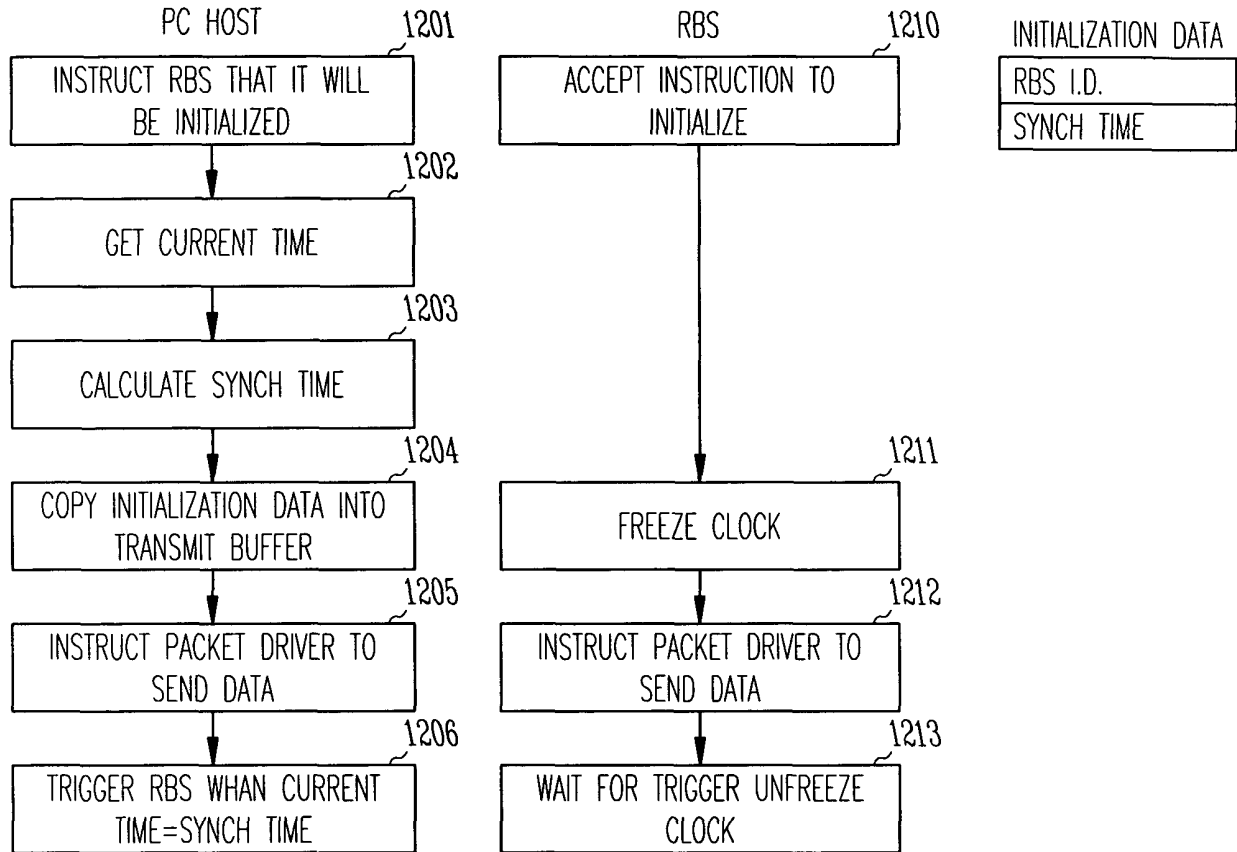 PC HOST
1201
INSTRUCT RBS THAT IT WILL
BE INITIALIZED
1202
GET CURRENT TIME
1203
CALCULATE SYNCH TIME
1204
COPY INITIALIZATION DATA INTO
TRANSMIT BUFFER
1205
INSTRUCT PACKET DRIVER TO
SEND DATA
1206
TRIGGER RBS WHAN CURRENT
TIME=SYNCH TIME
RBS
1210
ACCEPT INSTRUCTION TO
INITIALIZE
1211
FREEZE CLOCK
1212
INSTRUCT PACKET DRIVER TO
SEND DATA
1213
WAIT FOR TRIGGER UNFREEZE
CLOCK
INITIALIZATION DATA
RBS I.D.
SYNCH TIME